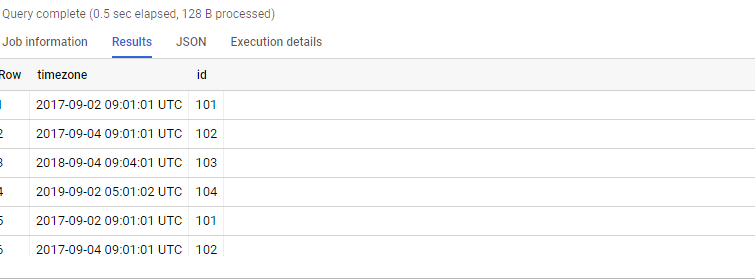 Query complete (0.5 sec elapsed, 128 B processed)
Job information Results JSON Execution details
Row timezone id
1 2017-09-02 09:01:01 UTC 101
2 2017-09-04 09:01:01 UTC 102
3 2018-09-04 09:04:01 UTC 103
4 2019-09-02 05:01:02 UTC 104
5 2017-09-02 09:01:01 UTC 101
6 2017-09-04 09:01:01 UTC 102